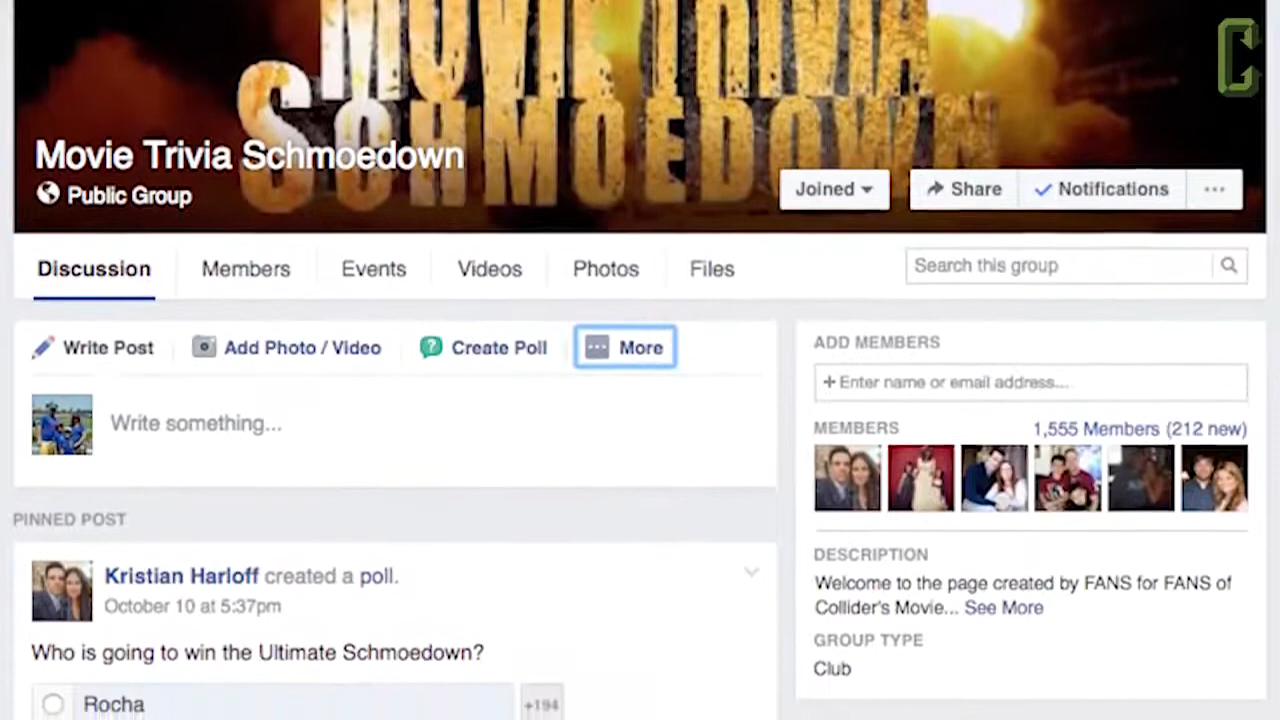 MOVIE TRIVIA
SCHMOEDOWN
Movie Trivia Schmoedown
Public Group
Joined
Share
Notifications
Discussion
Members
Events
Videos
Photos
Files
Search this group
Write Post
Add Photo / Video
Create Poll
More
Write something...
ADD MEMBERS
+ Enter name or email address...
MEMBERS
1,555 Members (212 new)
PINNED POST
Kristian Harloff created a poll.
October 10 at 5:37pm
Who is going to win the Ultimate Schmoedown?
Rocha
+194
DESCRIPTION
Welcome to the page created by FANS for FANS of
Collider's Movie... See More
GROUP TYPE
Club